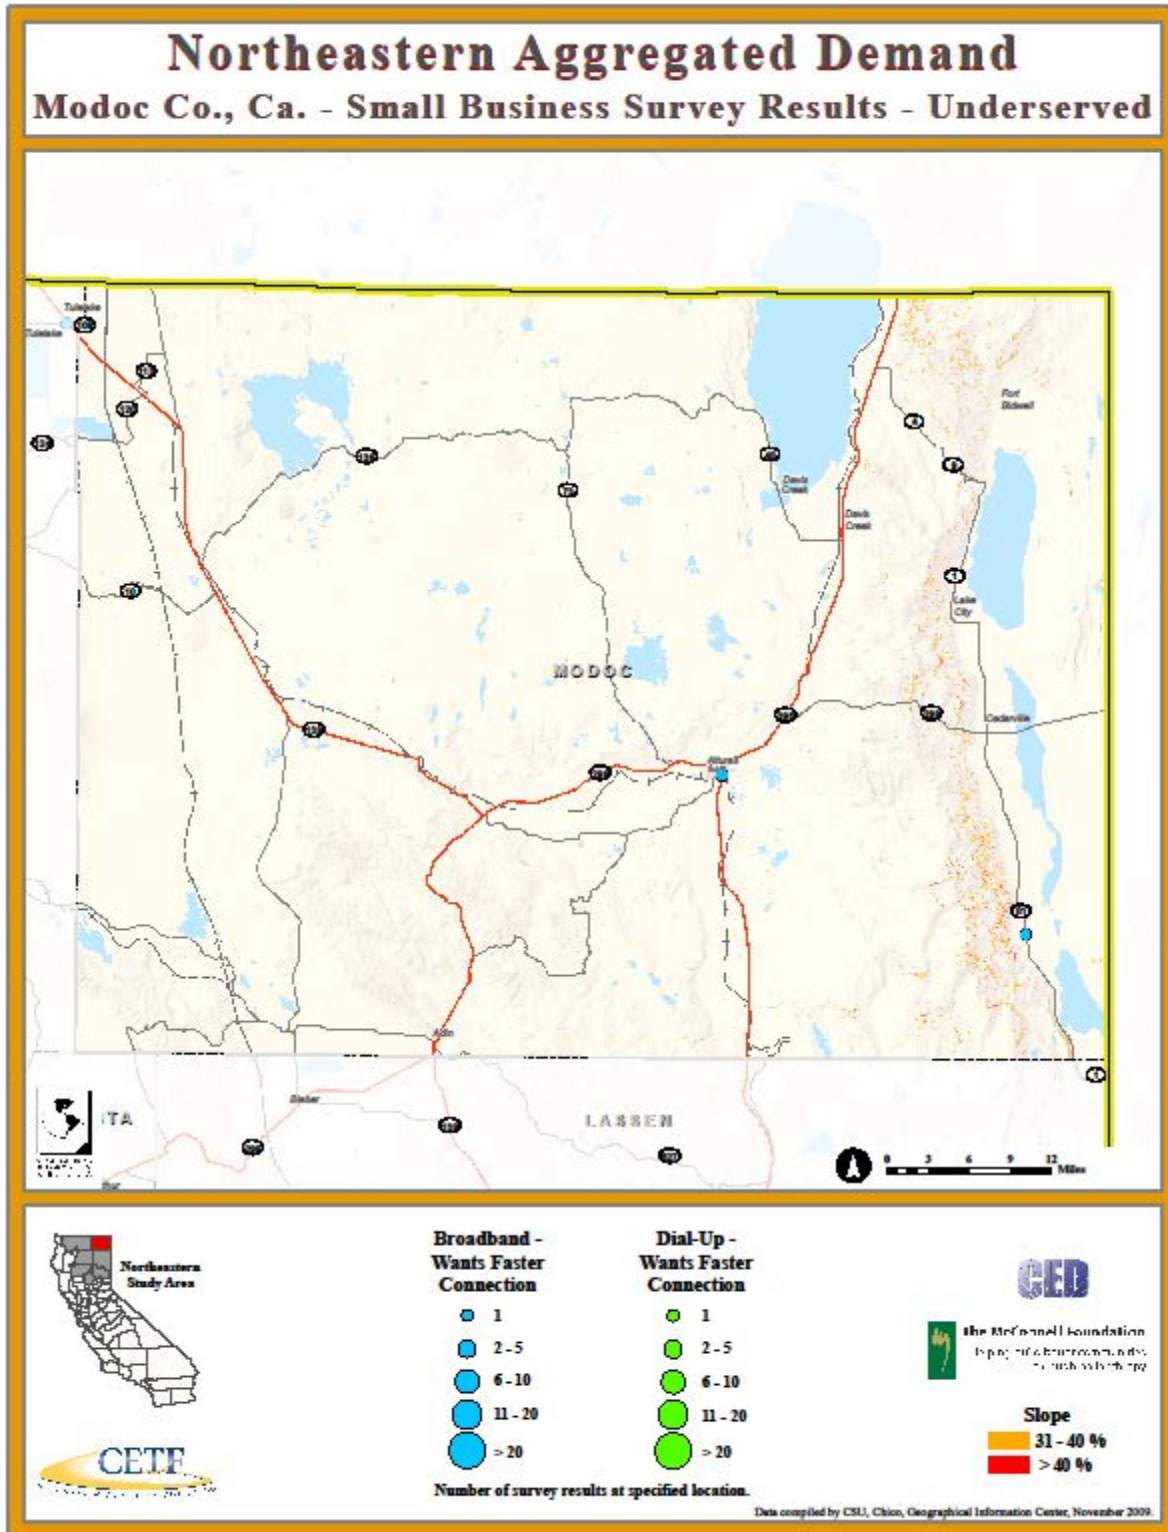 Northeastern Aggregated Demand
Modoc Co., Ca. - Small Business Survey Results - Underserved
Tulelake
Tulelake
Fort
Bidwell
Davis
Creek
Davis
Creek
Lake
City
MODOC
Cedarville
Alturas
Adin
Bieber
TA
LASSEN
0 3 6 9 12
Miles
Northeastern
Study Area
Broadband -
Wants Faster
Connection
1
2 - 5
6 - 10
11 - 20
> 20
Dial-Up -
Wants Faster
Connection
1
2 - 5
6 - 10
11 - 20
> 20
Number of survey results at specified location.
CETF
CED
The McConnell Foundation
Slope
31 - 40 %
> 40 %
Data compiled by CSU, Chico, Geographical Information Center, November 2009.